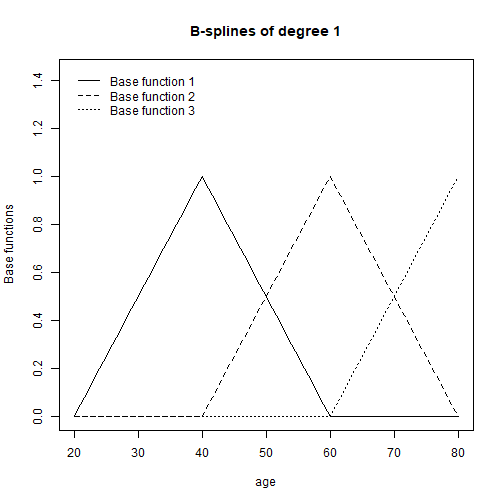 B-splines of degree 1
Base function 1
Base function 2
Base function 3
Base functions
1.4
1.2
1.0
0.8
0.6
0.4
0.2
0.0
20 30 40 50 60 70 80
age